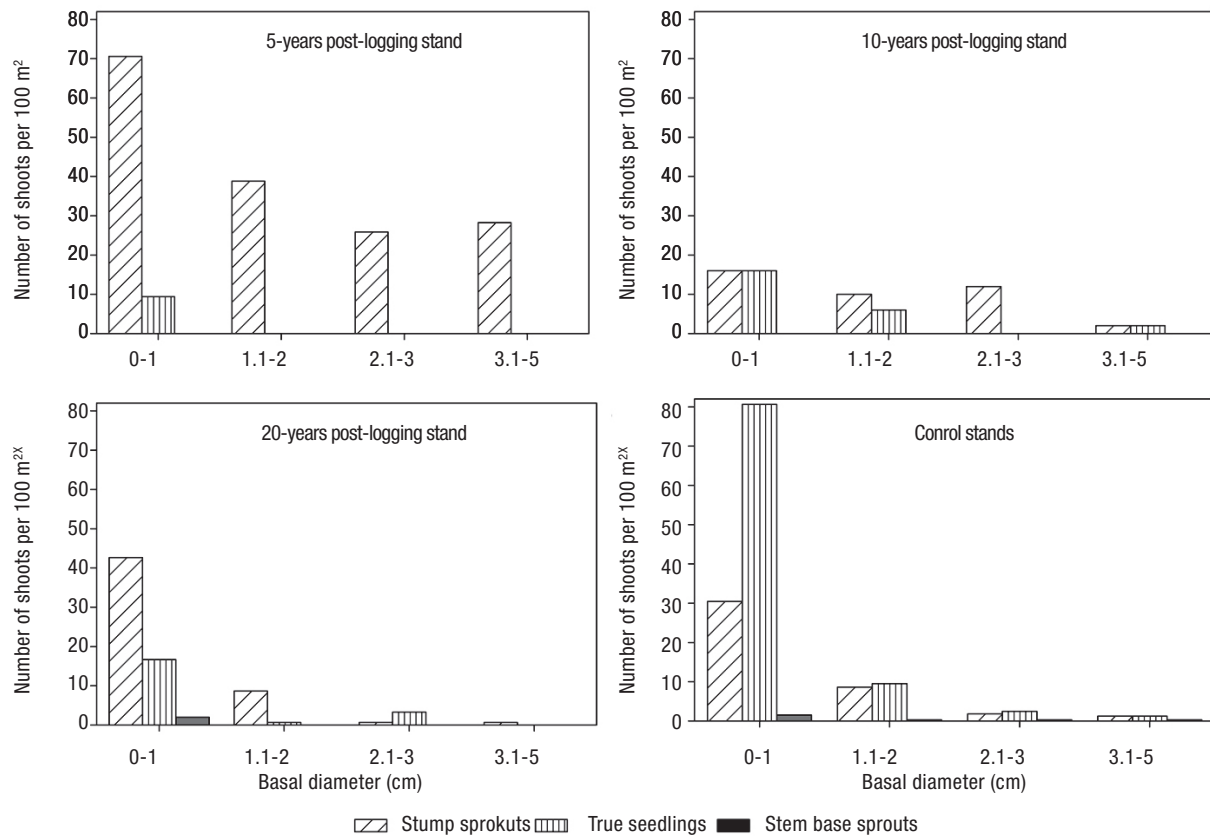 5-years post-logging stand
Number of shoots per 100 m²
80
70
60
50
40
30
20
10
0
0-1 1.1-2 2.1-3 3.1-5
10-years post-logging stand
Number of shoots per 100 m²
80
70
60
50
40
30
20
10
0
0-1 1.1-2 2.1-3 3.1-5
20-years post-logging stand
Number of shoots per 100 m²ˣ
80
70
60
50
40
30
20
10
0
0-1 1.1-2 2.1-3 3.1-5
Basal diameter (cm)
Conrol stands
Number of shoots per 100 m²ˣ
80
70
60
50
40
30
20
10
0
0-1 1.1-2 2.1-3 3.1-5
Basal diameter (cm)
Stump sprokuts True seedlings Stem base sprouts